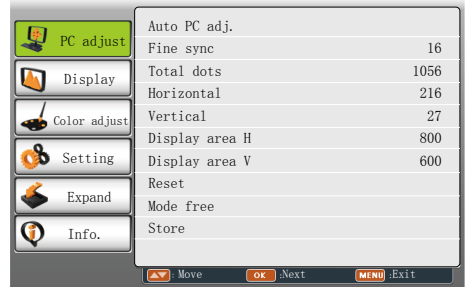 PC adjust
Display
Color adjust
Setting
Expand
Info.
Auto PC adj.
Fine sync 16
Total dots 1056
Horizontal 216
Vertical 27
Display area H 800
Display area V 600
Reset
Mode free
Store
: Move OK :Next MENU :Exit